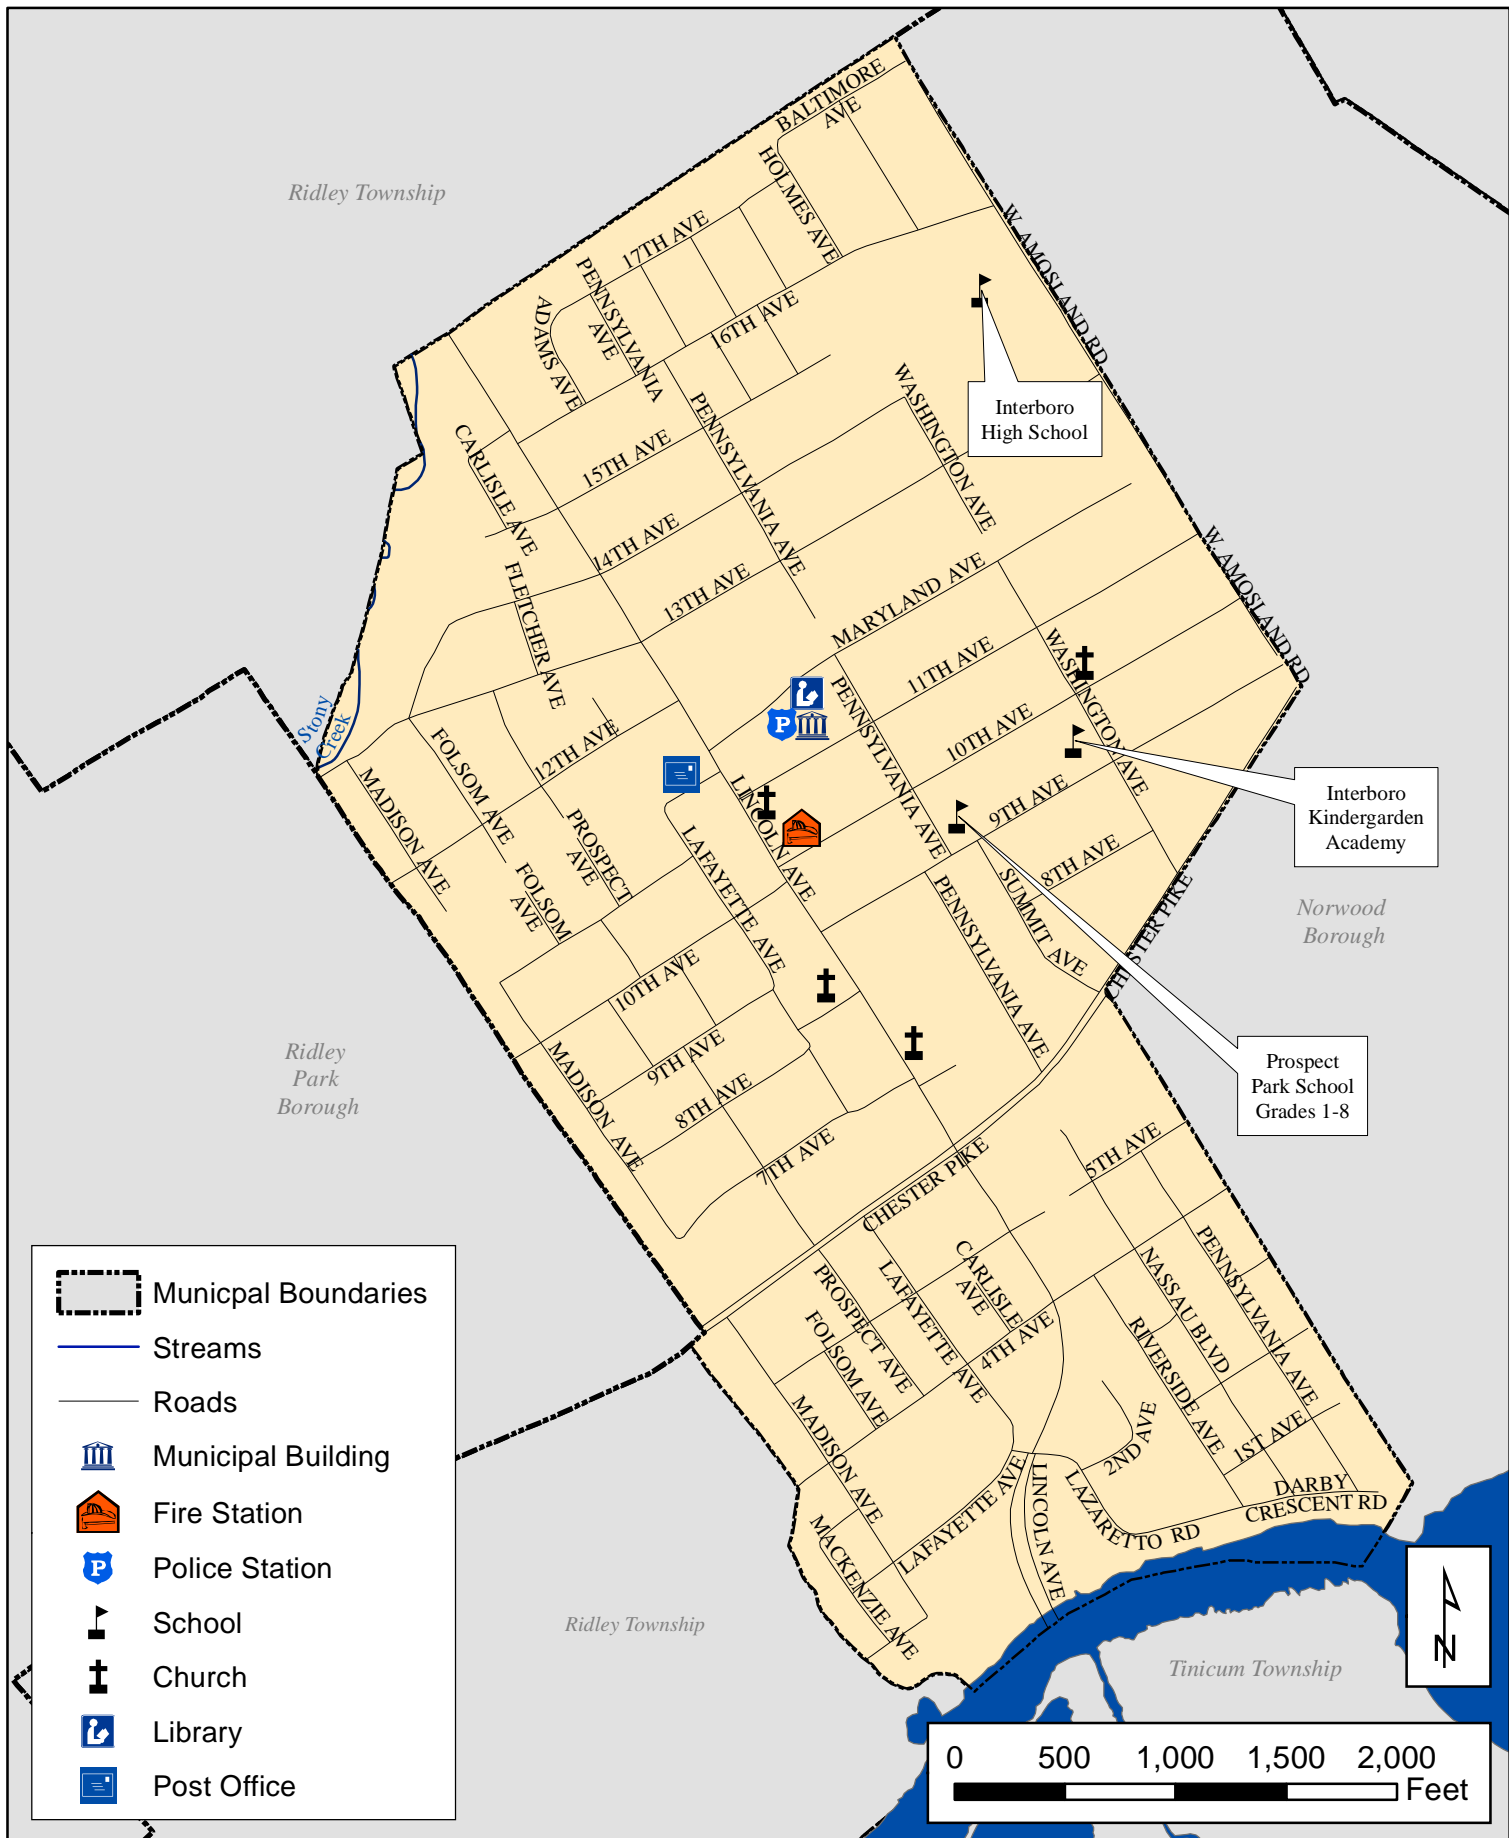 BALTIMORE
AVE
HOLMES AVE
Ridley Township
17TH AVE
W. AMOSLAND RD
PENNSYLVANIA
AVE
ADAMS AVE
16TH AVE
Interboro
High School
WASHINGTON AVE
PENNSYLVANIA AVE
CARLISLE AVE
15TH AVE
14TH AVE
W. AMOSLAND RD
FLETCHER AVE
13TH AVE
MARYLAND AVE
WASHINGTON AVE
11TH AVE
PENNSYLVANIA AVE
Stony
Creek
FOLSOM AVE
12TH AVE
10TH AVE
MADISON AVE
LINCOLN AVE
9TH AVE
Interboro
Kindergarden
Academy
PROSPECT
AVE
LAFAYETTE AVE
8TH AVE
FOLSOM
AVE
SUMMIT AVE
PENNSYLVANIA AVE
CHESTER PIKE
Norwood
Borough
10TH AVE
Ridley
Park
Borough
MADISON AVE
9TH AVE
8TH AVE
Prospect
Park School
Grades 1-8
7TH AVE
CHESTER PIKE
5TH AVE
PROSPECT AVE
LAFAYETTE AVE
CARLISLE
AVE
NASSAU BLVD
PENNSYLVANIA AVE
FOLSOM AVE
4TH AVE
RIVERSIDE AVE
MADISON AVE
2ND AVE
1ST AVE
LAFAYETTE AVE
LINCOLN AVE
LAZARETTO RD
DARBY
CRESCENT RD
MACKENZIE AVE
Ridley Township
Tinicum Township
Municpal Boundaries
Streams
Roads
Municipal Building
Fire Station
P
Police Station
School
Church
Library
Post Office
P
N
0 500 1,000 1,500 2,000
Feet